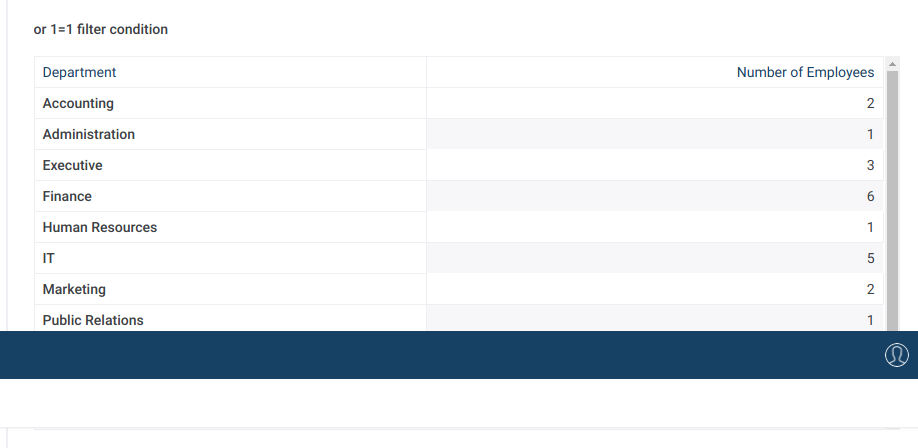 or 1=1 filter condition
Department Number of Employees
Accounting 2
Administration 1
Executive 3
Finance 6
Human Resources 1
IT 5
Marketing 2
Public Relations 1